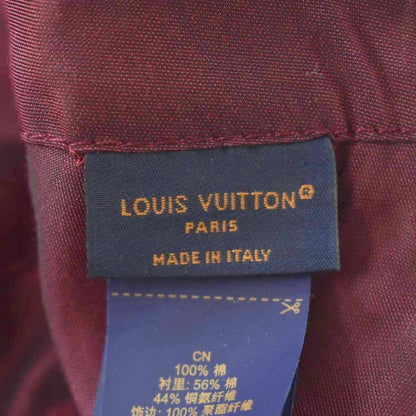 LOUIS VUITTON®
PARIS
MADE IN ITALY
CN
100% 棉
衬里: 56% 棉
44% 铜氨纤维
饰边: 100% 聚酯纤维